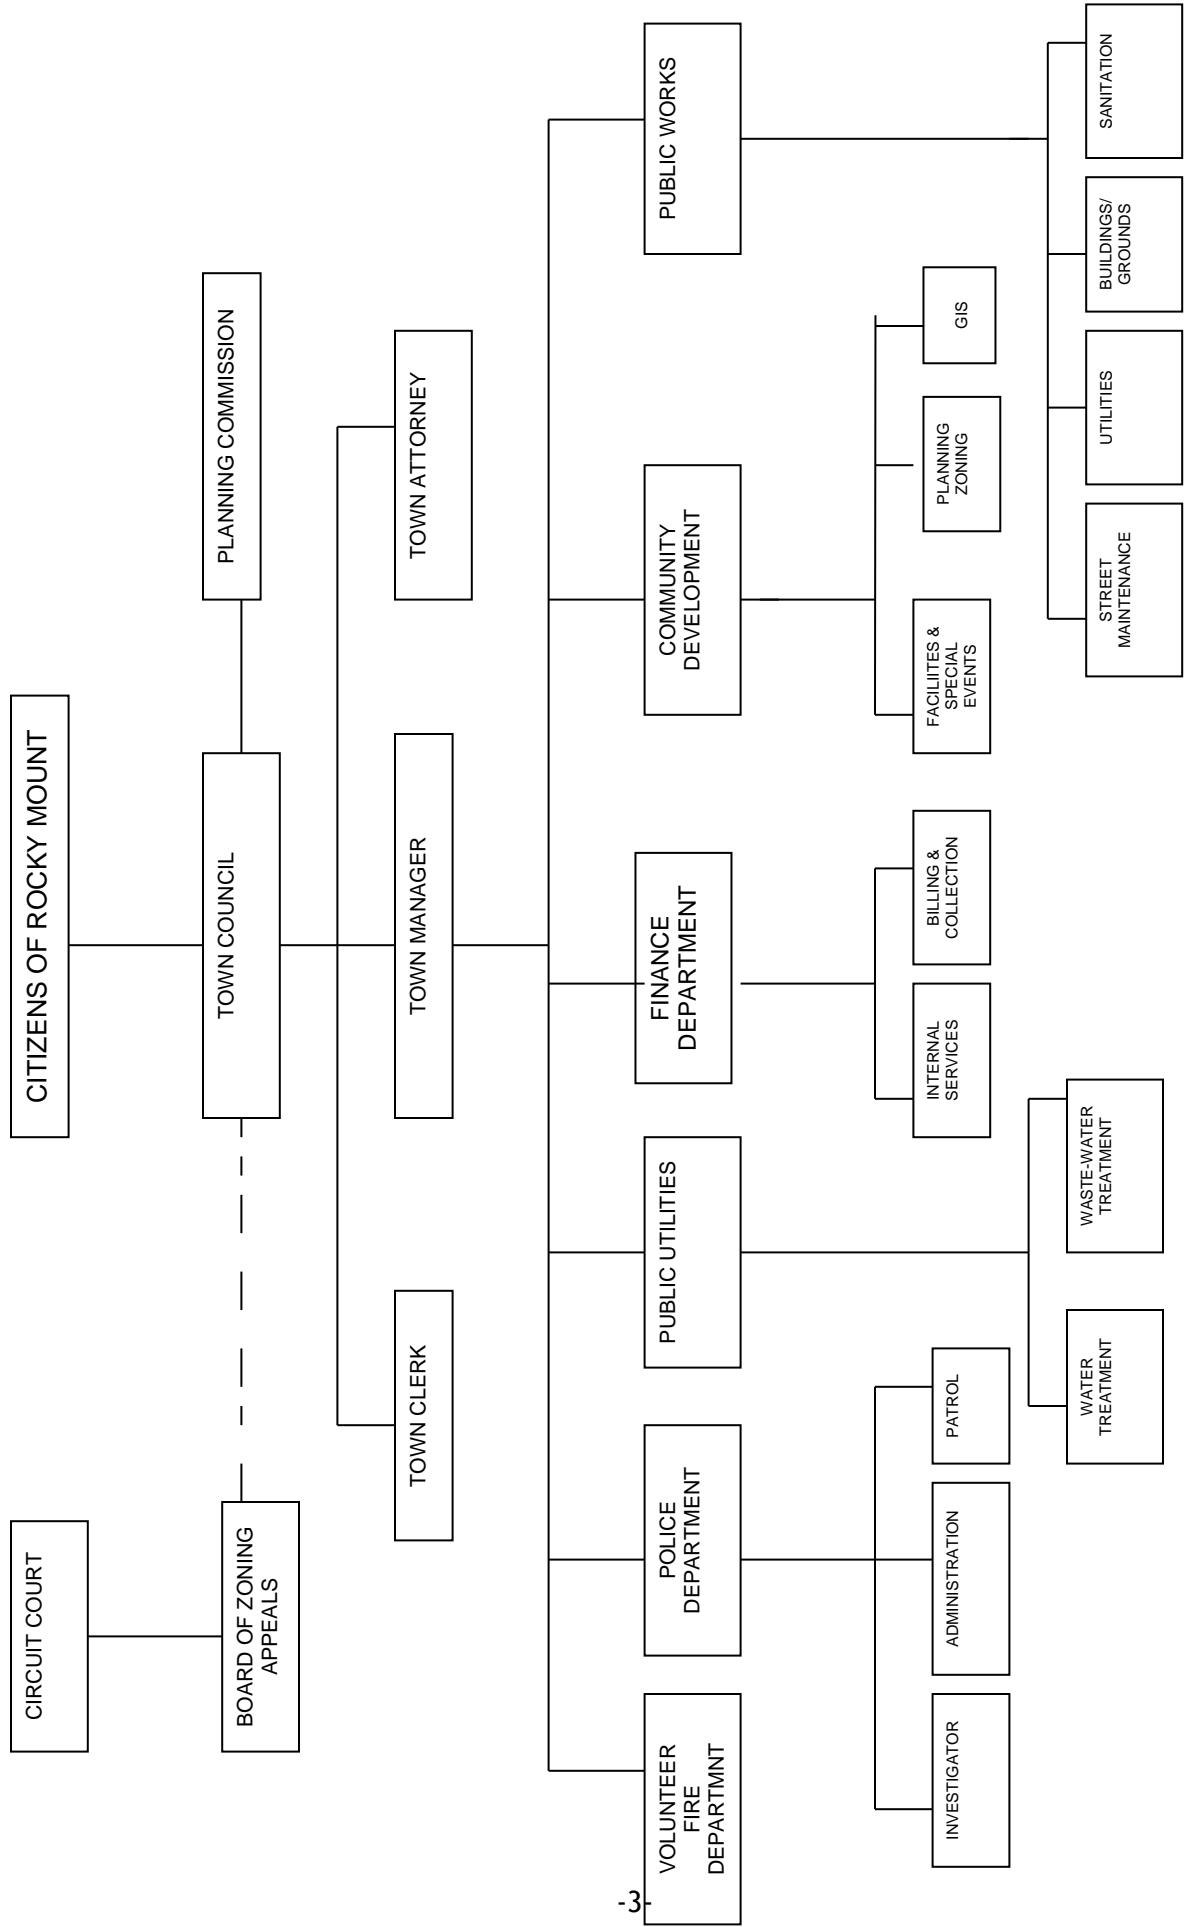 CIRCUIT COURT
CITIZENS OF ROCKY MOUNT
BOARD OF ZONING
APPEALS
TOWN COUNCIL
PLANNING COMMISSION
TOWN CLERK
TOWN MANAGER
TOWN ATTORNEY
VOLUNTEER
FIRE
DEPARTMNT
POLICE
DEPARTMENT
PUBLIC UTILITIES
FINANCE
DEPARTMENT
COMMUNITY
DEVELOPMENT
PUBLIC WORKS
INVESTIGATOR
ADMINISTRATION
PATROL
INTERNAL
SERVICES
BILLING &
COLLECTION
FACILIITES &
SPECIAL
EVENTS
PLANNING
ZONING
GIS
WATER
TREATMENT
WASTE-WATER
TREATMENT
STREET
MAINTENANCE
UTILITIES
BUILDINGS/
GROUNDS
SANITATION
-3-